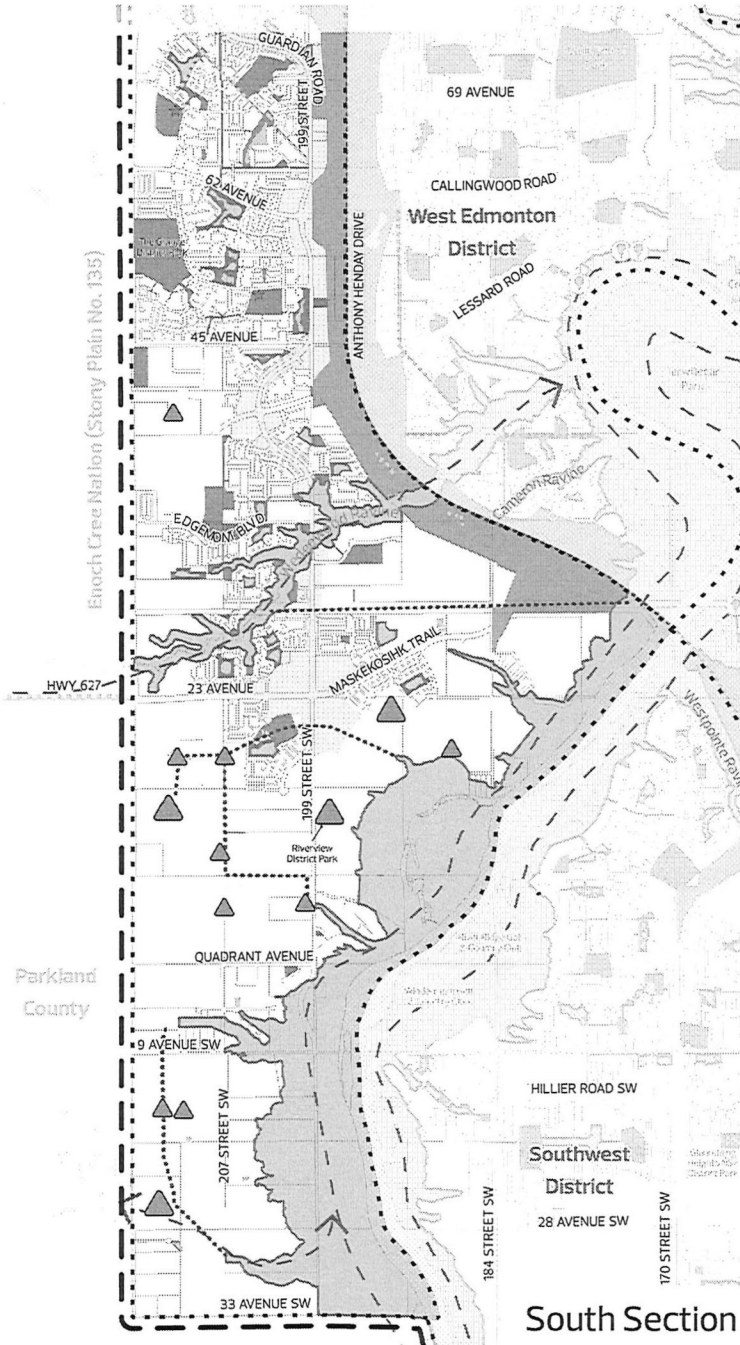 GUARDIAN ROAD
199 STREET
69 AVENUE
62 AVENUE
CALLINGWOOD ROAD
West Edmonton
District
ANTHONY HENDAY DRIVE
LESSARD ROAD
Enoch Cree Nation (Stony Plain No. 135)
45 AVENUE
Terwillegar
Park
Cameron Ravine
EDGEMONT BLVD
Wedgewood Ravine
MASKEKOSIHK TRAIL
HWY 627
23 AVENUE
199 STREET SW
Riverview
District Park
QUADRANT AVENUE
Parkland
County
9 AVENUE SW
HILLIER ROAD SW
207 STREET SW
Southwest
District
28 AVENUE SW
184 STREET SW
170 STREET SW
33 AVENUE SW
South Section